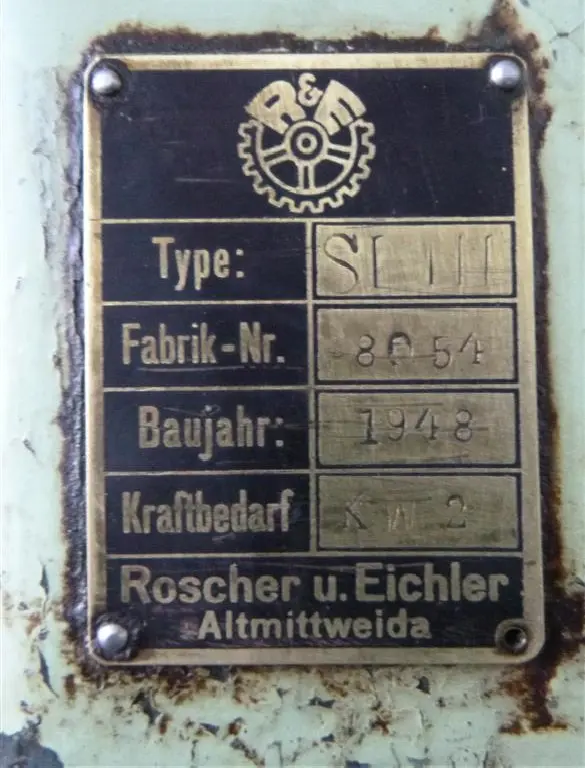 R&E
Type: SL III
Fabrik-Nr. 8054
Baujahr: 1948
Kraftbedarf KW 2
Roscher u. Eichler
Altmittweida